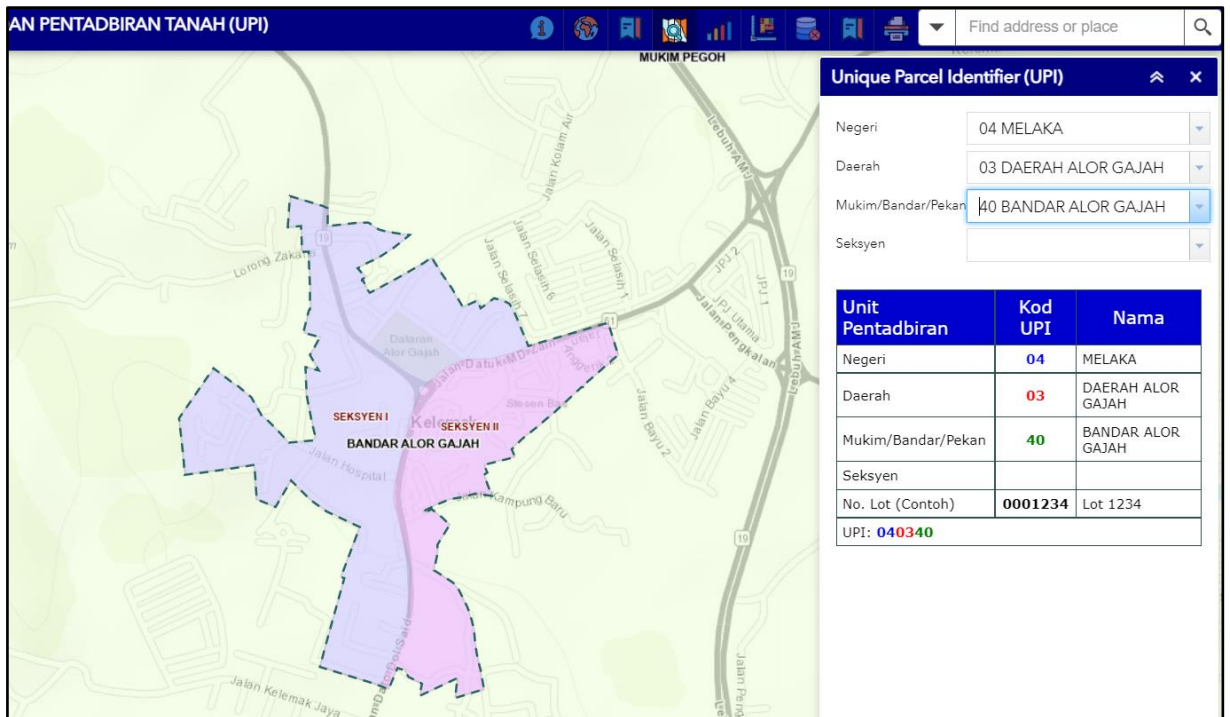 AN PENTADBIRAN TANAH (UPI)
Find address or place
MUKIM PEGOH
Unique Parcel Identifier (UPI)
Negeri 04 MELAKA
Daerah 03 DAERAH ALOR GAJAH
Mukim/Bandar/Pekan 40 BANDAR ALOR GAJAH
Seksyen
Unit Pentadbiran Kod UPI Nama
Negeri 04 MELAKA
Daerah 03 DAERAH ALOR GAJAH
Mukim/Bandar/Pekan 40 BANDAR ALOR GAJAH
Seksyen
No. Lot (Contoh) 0001234 Lot 1234
UPI: 040340
Jalan Kolam Air
Lebuh AMJ
19
Lorong Zakaria
Jalan Selasih 7
Jalan Selasih 6
Jalan Selasih 1
JPJ 2
JPJ 1
19
JPJ Utama
Jalan Pengkalan
61
Dataran
Alor Gajah
Lebuh AMJ
Stesen Bas
Jalan Bayu 4
Jalan Bayu 2
SEKSYEN I
SEKSYEN II
Kelemak
BANDAR ALOR GAJAH
Jalan Hospital
Jalan Kampung Baru
19
Jalan Kelemak Jaya
Jalan Peng